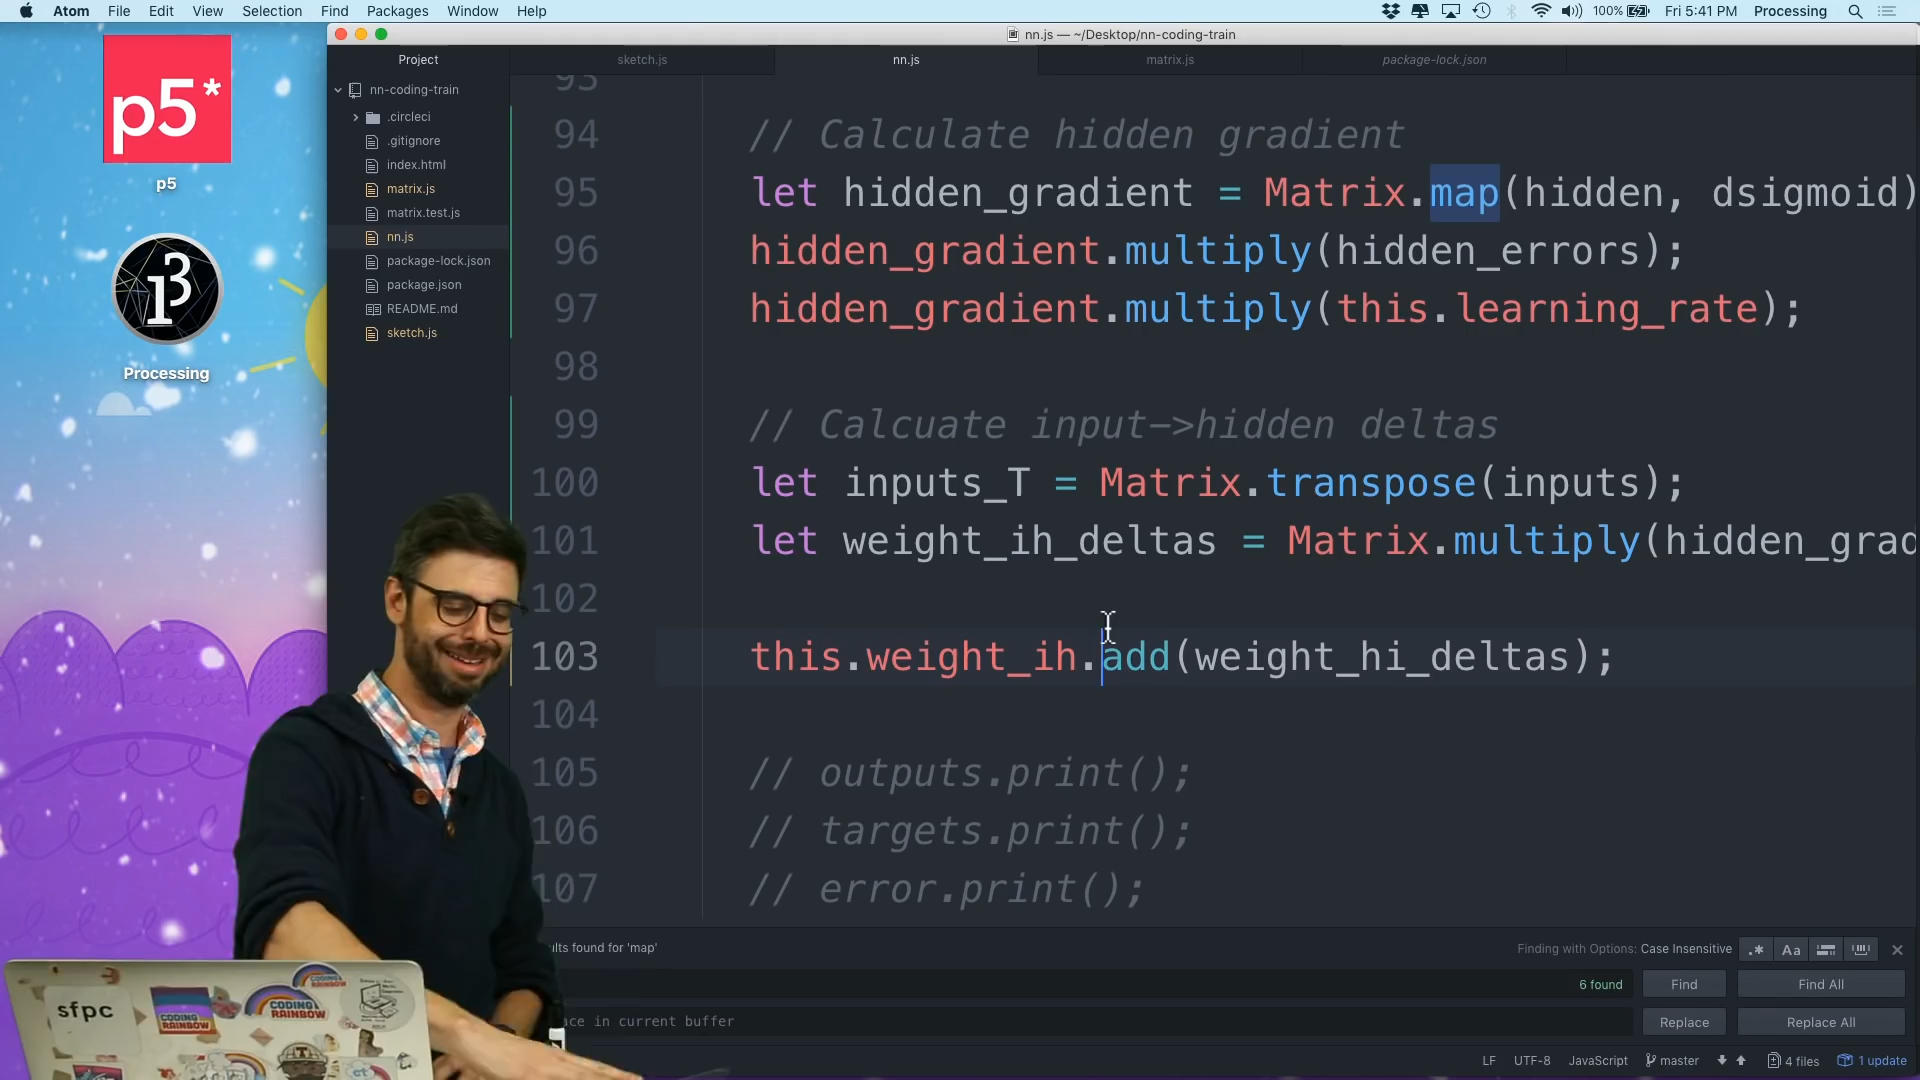 Atom File Edit View Selection Find Packages Window Help
100% Fri 5:41 PM Processing
nn.js — ~/Desktop/nn-coding-train
p5*
p5
Processing
Project
nn-coding-train
.circleci
.gitignore
index.html
matrix.js
matrix.test.js
nn.js
package-lock.json
package.json
README.md
sketch.js
sketch.js nn.js matrix.js package-lock.json
93
94 // Calculate hidden gradient
95 let hidden_gradient = Matrix.map(hidden, dsigmoid)
96 hidden_gradient.multiply(hidden_errors);
97 hidden_gradient.multiply(this.learning_rate);
98
99 // Calcuate input->hidden deltas
100 let inputs_T = Matrix.transpose(inputs);
101 let weight_ih_deltas = Matrix.multiply(hidden_grad
102
103 this.weight_ih.add(weight_hi_deltas);
104
105 // outputs.print();
106 // targets.print();
107 // error.print();
ults found for 'map'
Finding with Options: Case Insensitive
.* Aa
6 found Find Find All
ace in current buffer Replace Replace All
LF UTF-8 JavaScript master 4 files 1 update
sfpc
CODING RAINBOW
CODING RAINBOW
CODING RAINBOW